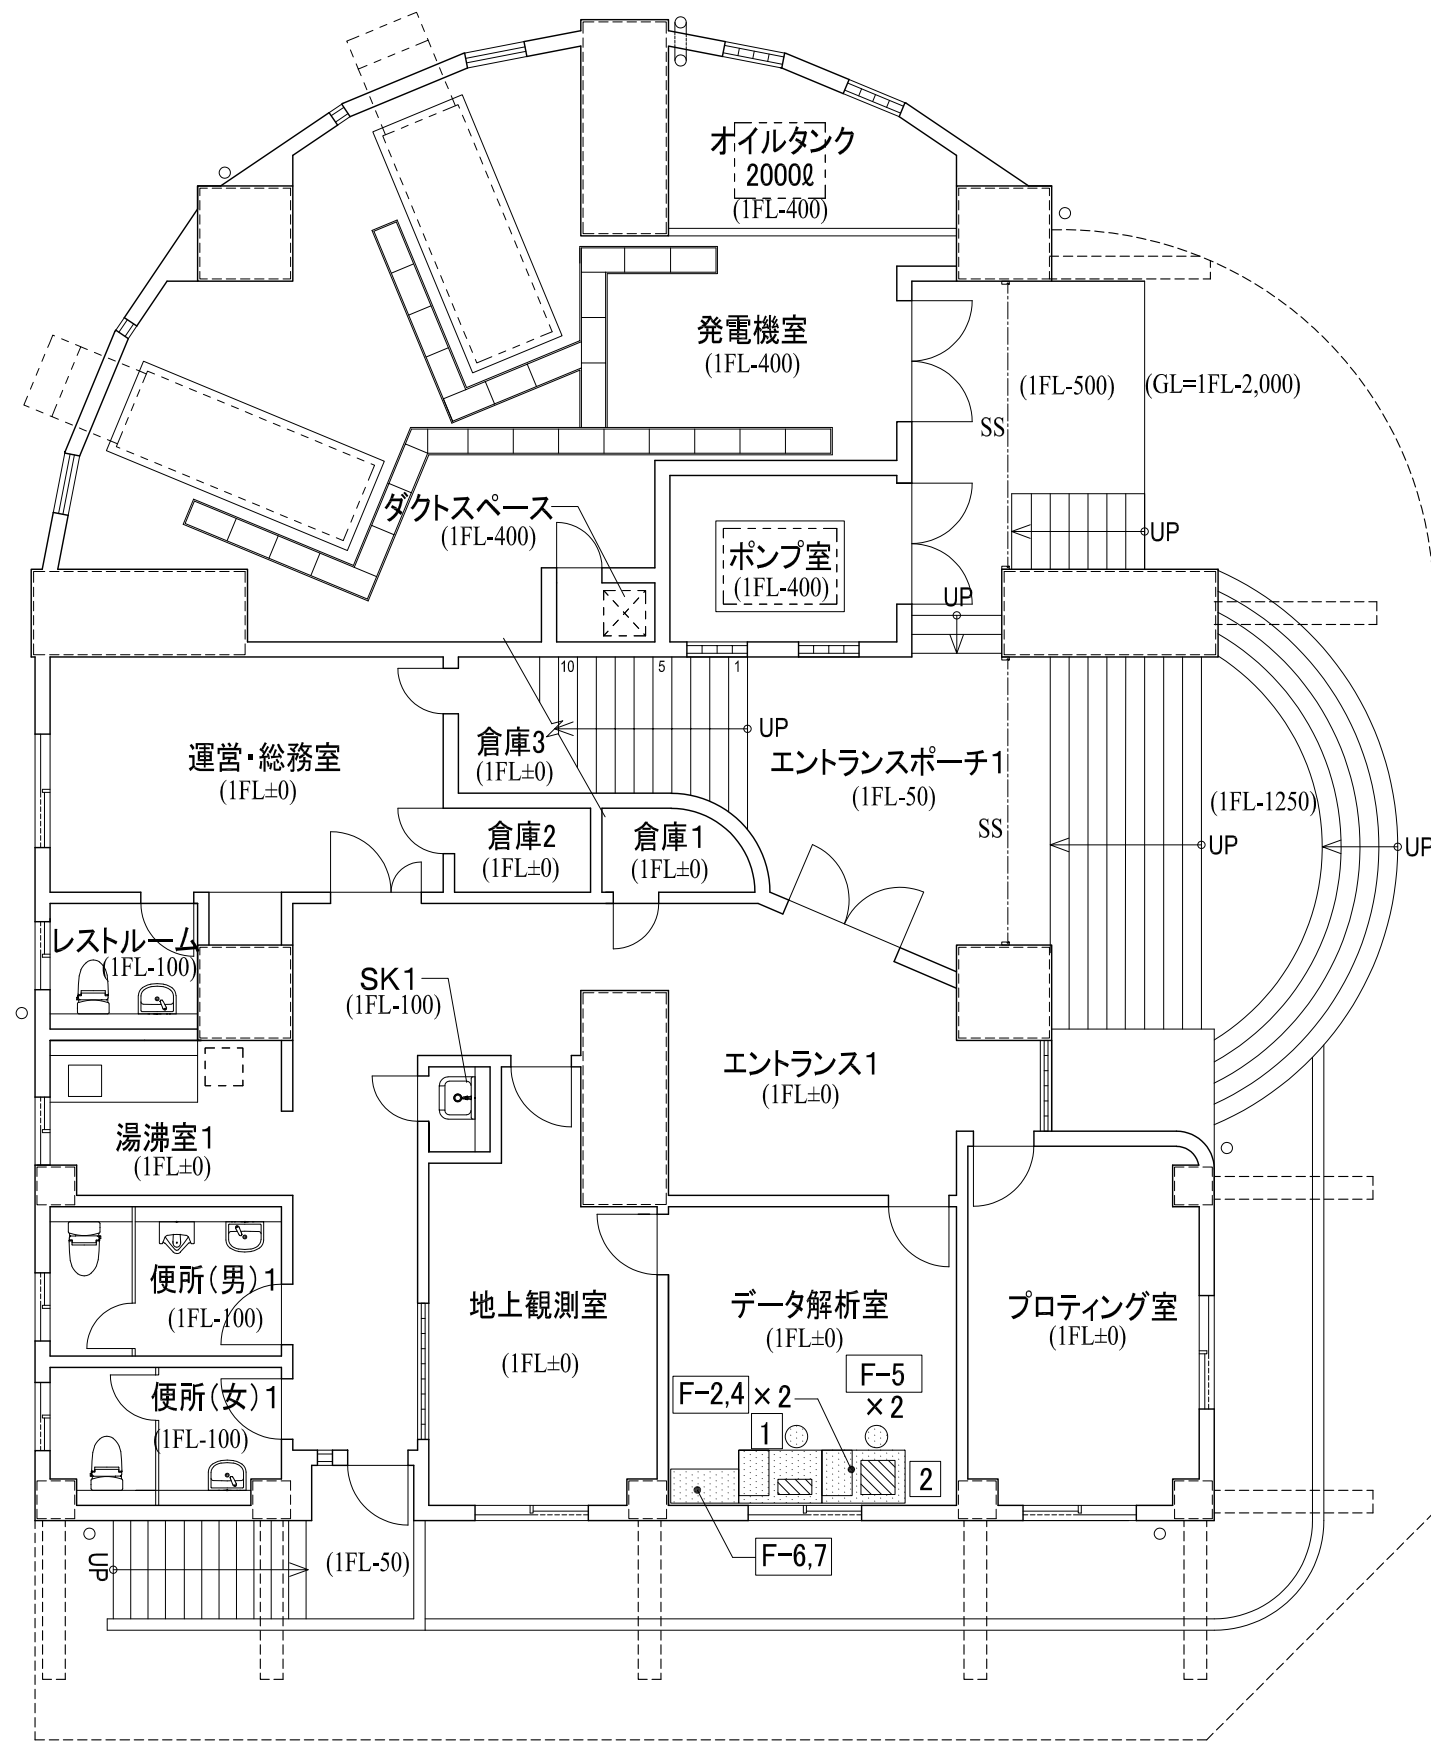 オイルタンク
2000ℓ
(1FL-400)
発電機室
(1FL-400)
(1FL-500)
(GL=1FL-2,000)
SS
ダクトスペース
(1FL-400)
ポンプ室
(1FL-400)
UP
UP
10
5
1
UP
運営・総務室
(1FL±0)
倉庫3
(1FL±0)
エントランスポーチ1
(1FL-50)
(1FL-1250)
SS
UP
UP
倉庫2
(1FL±0)
倉庫1
(1FL±0)
レストルーム
(1FL-100)
SK1
(1FL-100)
エントランス1
(1FL±0)
湯沸室1
(1FL±0)
便所(男)1
(1FL-100)
地上観測室
(1FL±0)
データ解析室
(1FL±0)
プロティング室
(1FL±0)
便所(女)1
(1FL-100)
F-2,4 ×2
F-5
×2
1
2
F-6,7
UP
(1FL-50)